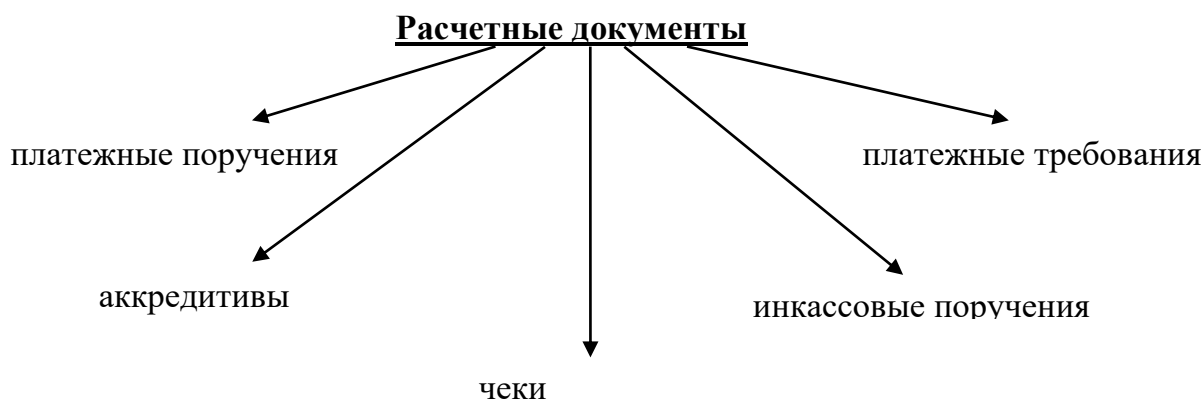 Расчетные документы
платежные поручения
платежные требования
аккредитивы
инкассовые поручения
чеки